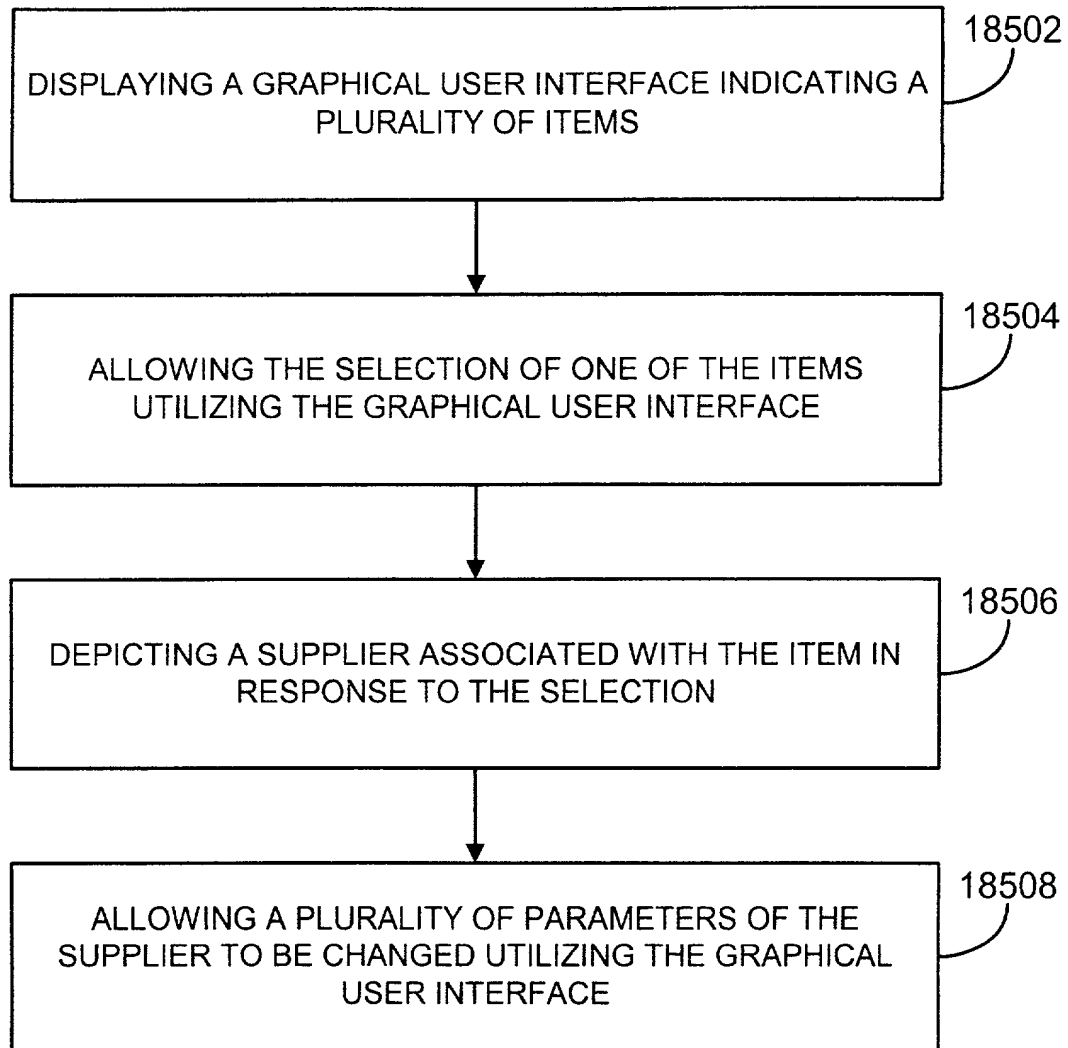 18502
DISPLAYING A GRAPHICAL USER INTERFACE INDICATING A
PLURALITY OF ITEMS
18504
ALLOWING THE SELECTION OF ONE OF THE ITEMS
UTILIZING THE GRAPHICAL USER INTERFACE
18506
DEPICTING A SUPPLIER ASSOCIATED WITH THE ITEM IN
RESPONSE TO THE SELECTION
18508
ALLOWING A PLURALITY OF PARAMETERS OF THE
SUPPLIER TO BE CHANGED UTILIZING THE GRAPHICAL
USER INTERFACE